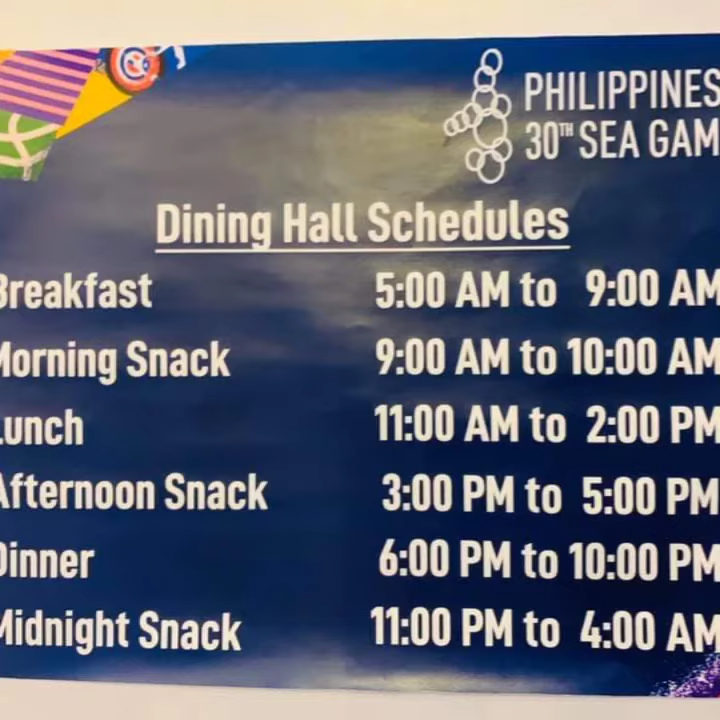 PHILIPPINES
30TH SEA GAM
Dining Hall Schedules
Breakfast 5:00 AM to 9:00 AM
Morning Snack 9:00 AM to 10:00 AM
Lunch 11:00 AM to 2:00 PM
Afternoon Snack 3:00 PM to 5:00 PM
Dinner 6:00 PM to 10:00 PM
Midnight Snack 11:00 PM to 4:00 AM